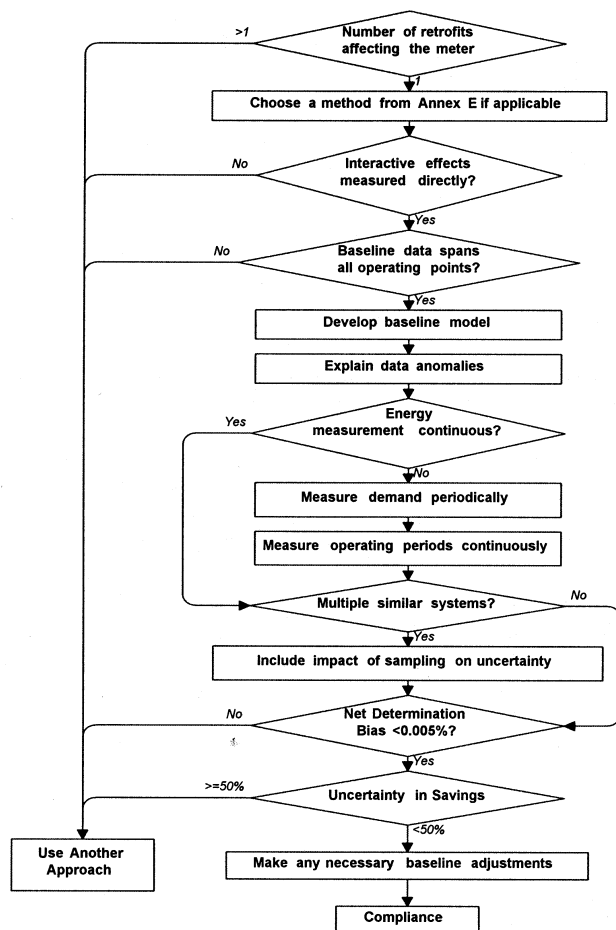 Number of retrofits
affecting the meter
>1
1
Choose a method from Annex E if applicable
Interactive effects
measured directly?
No
Yes
Baseline data spans
all operating points?
No
Yes
Develop baseline model
Explain data anomalies
Energy
measurement continuous?
Yes
No
Measure demand periodically
Measure operating periods continuously
Multiple similar systems?
No
Yes
Include impact of sampling on uncertainty
Net Determination
Bias <0.005%?
No
Yes
>=50%
Uncertainty in Savings
<50%
Use Another
Approach
Make any necessary baseline adjustments
Compliance